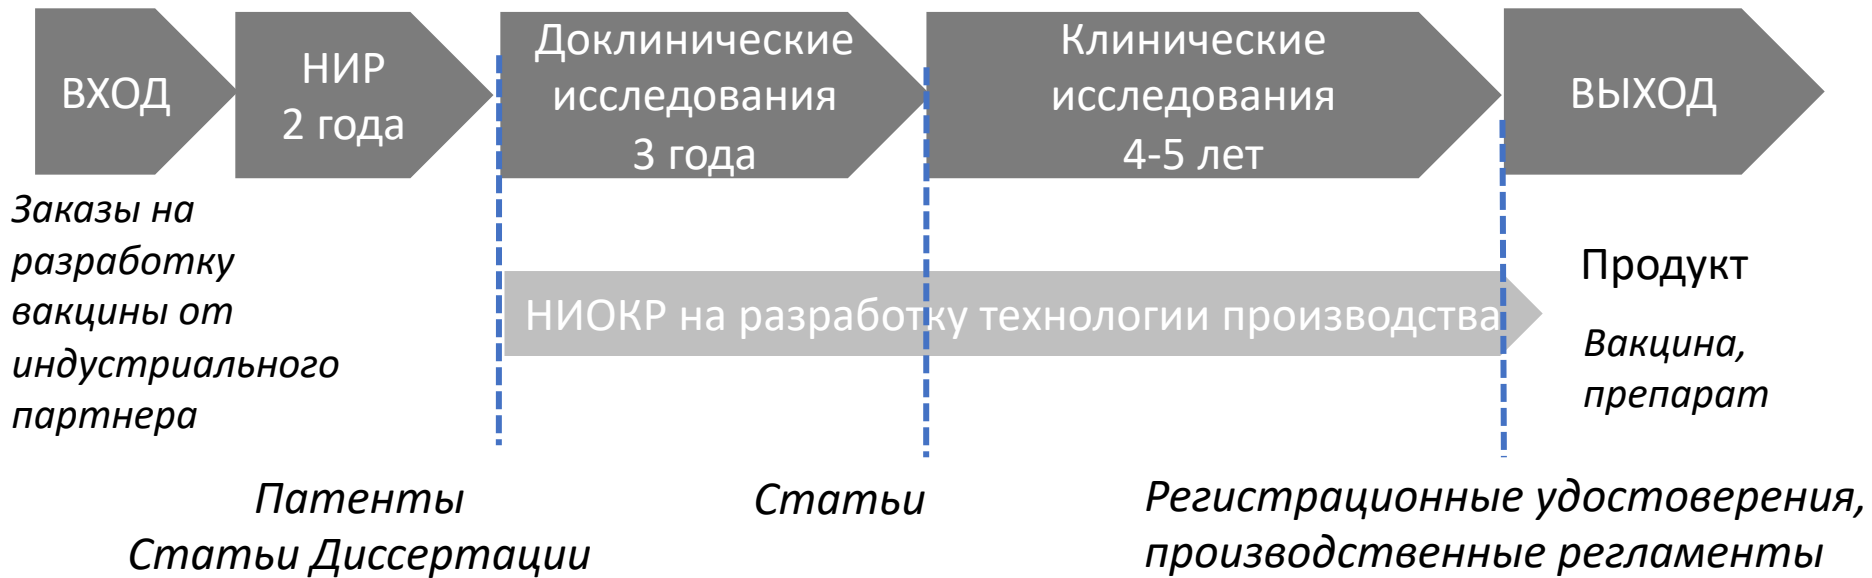 ВХОД
НИР
2 года
Доклинические
исследования
3 года
Клинические
исследования
4-5 лет
ВЫХОД
Заказы на
разработку
вакцины от
индустриального
партнера
НИОКР на разработку технологии производства
Продукт
Вакцина,
препарат
Патенты
Статьи Диссертации
Статьи
Регистрационные удостоверения,
производственные регламенты